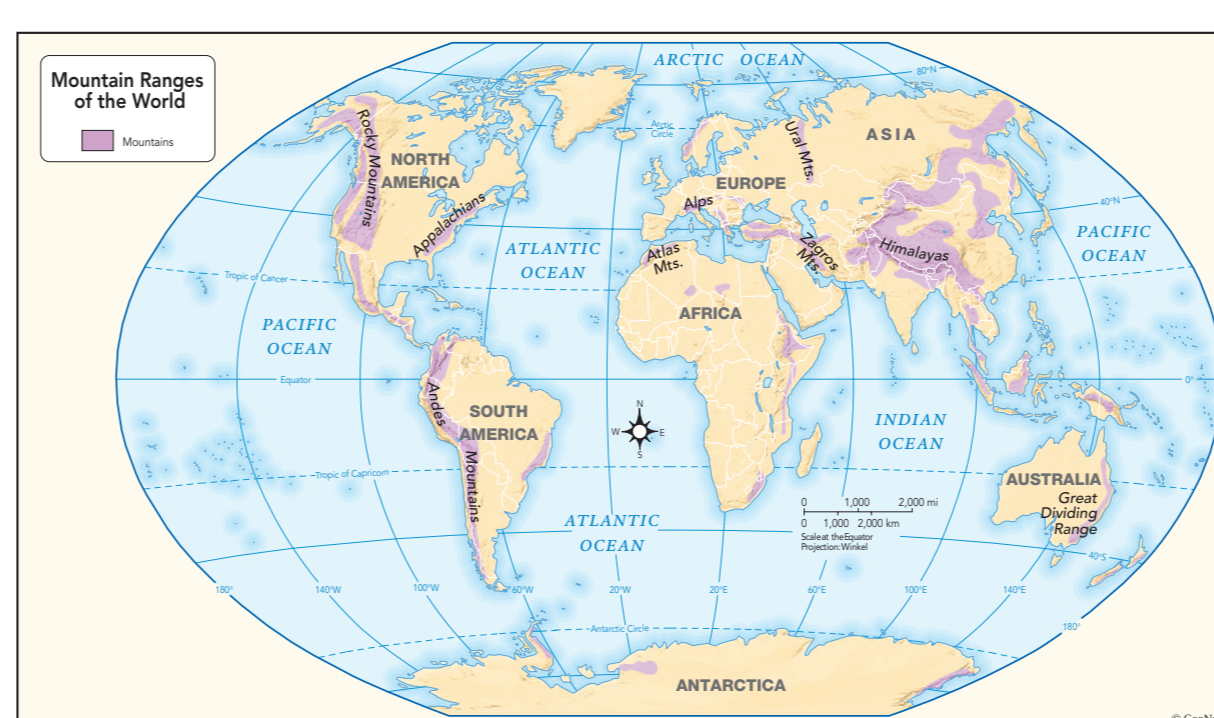 Mountain Ranges
of the World
Mountains
ARCTIC OCEAN
80°N
Arctic
Circle
ASIA
Rocky Mountains
NORTH
AMERICA
Ural Mts.
EUROPE
Alps
40°N
Appalachians
PACIFIC
OCEAN
ATLANTIC
OCEAN
Atlas
Mts.
Zagros
Mts.
Himalayas
Tropic of Cancer
AFRICA
PACIFIC
OCEAN
Equator
0°
Andes
Mountains
SOUTH
AMERICA
N
W
E
S
INDIAN
OCEAN
Tropic of Capricorn
AUSTRALIA
Great
Dividing
Range
0 1,000 2,000 mi
0 1,000 2,000 km
Scale at the Equator
Projection: Winkel
ATLANTIC
OCEAN
40°S
180°
140°W
100°W
60°W
20°W
20°E
60°E
100°E
140°E
180°
Antarctic Circle
ANTARCTICA